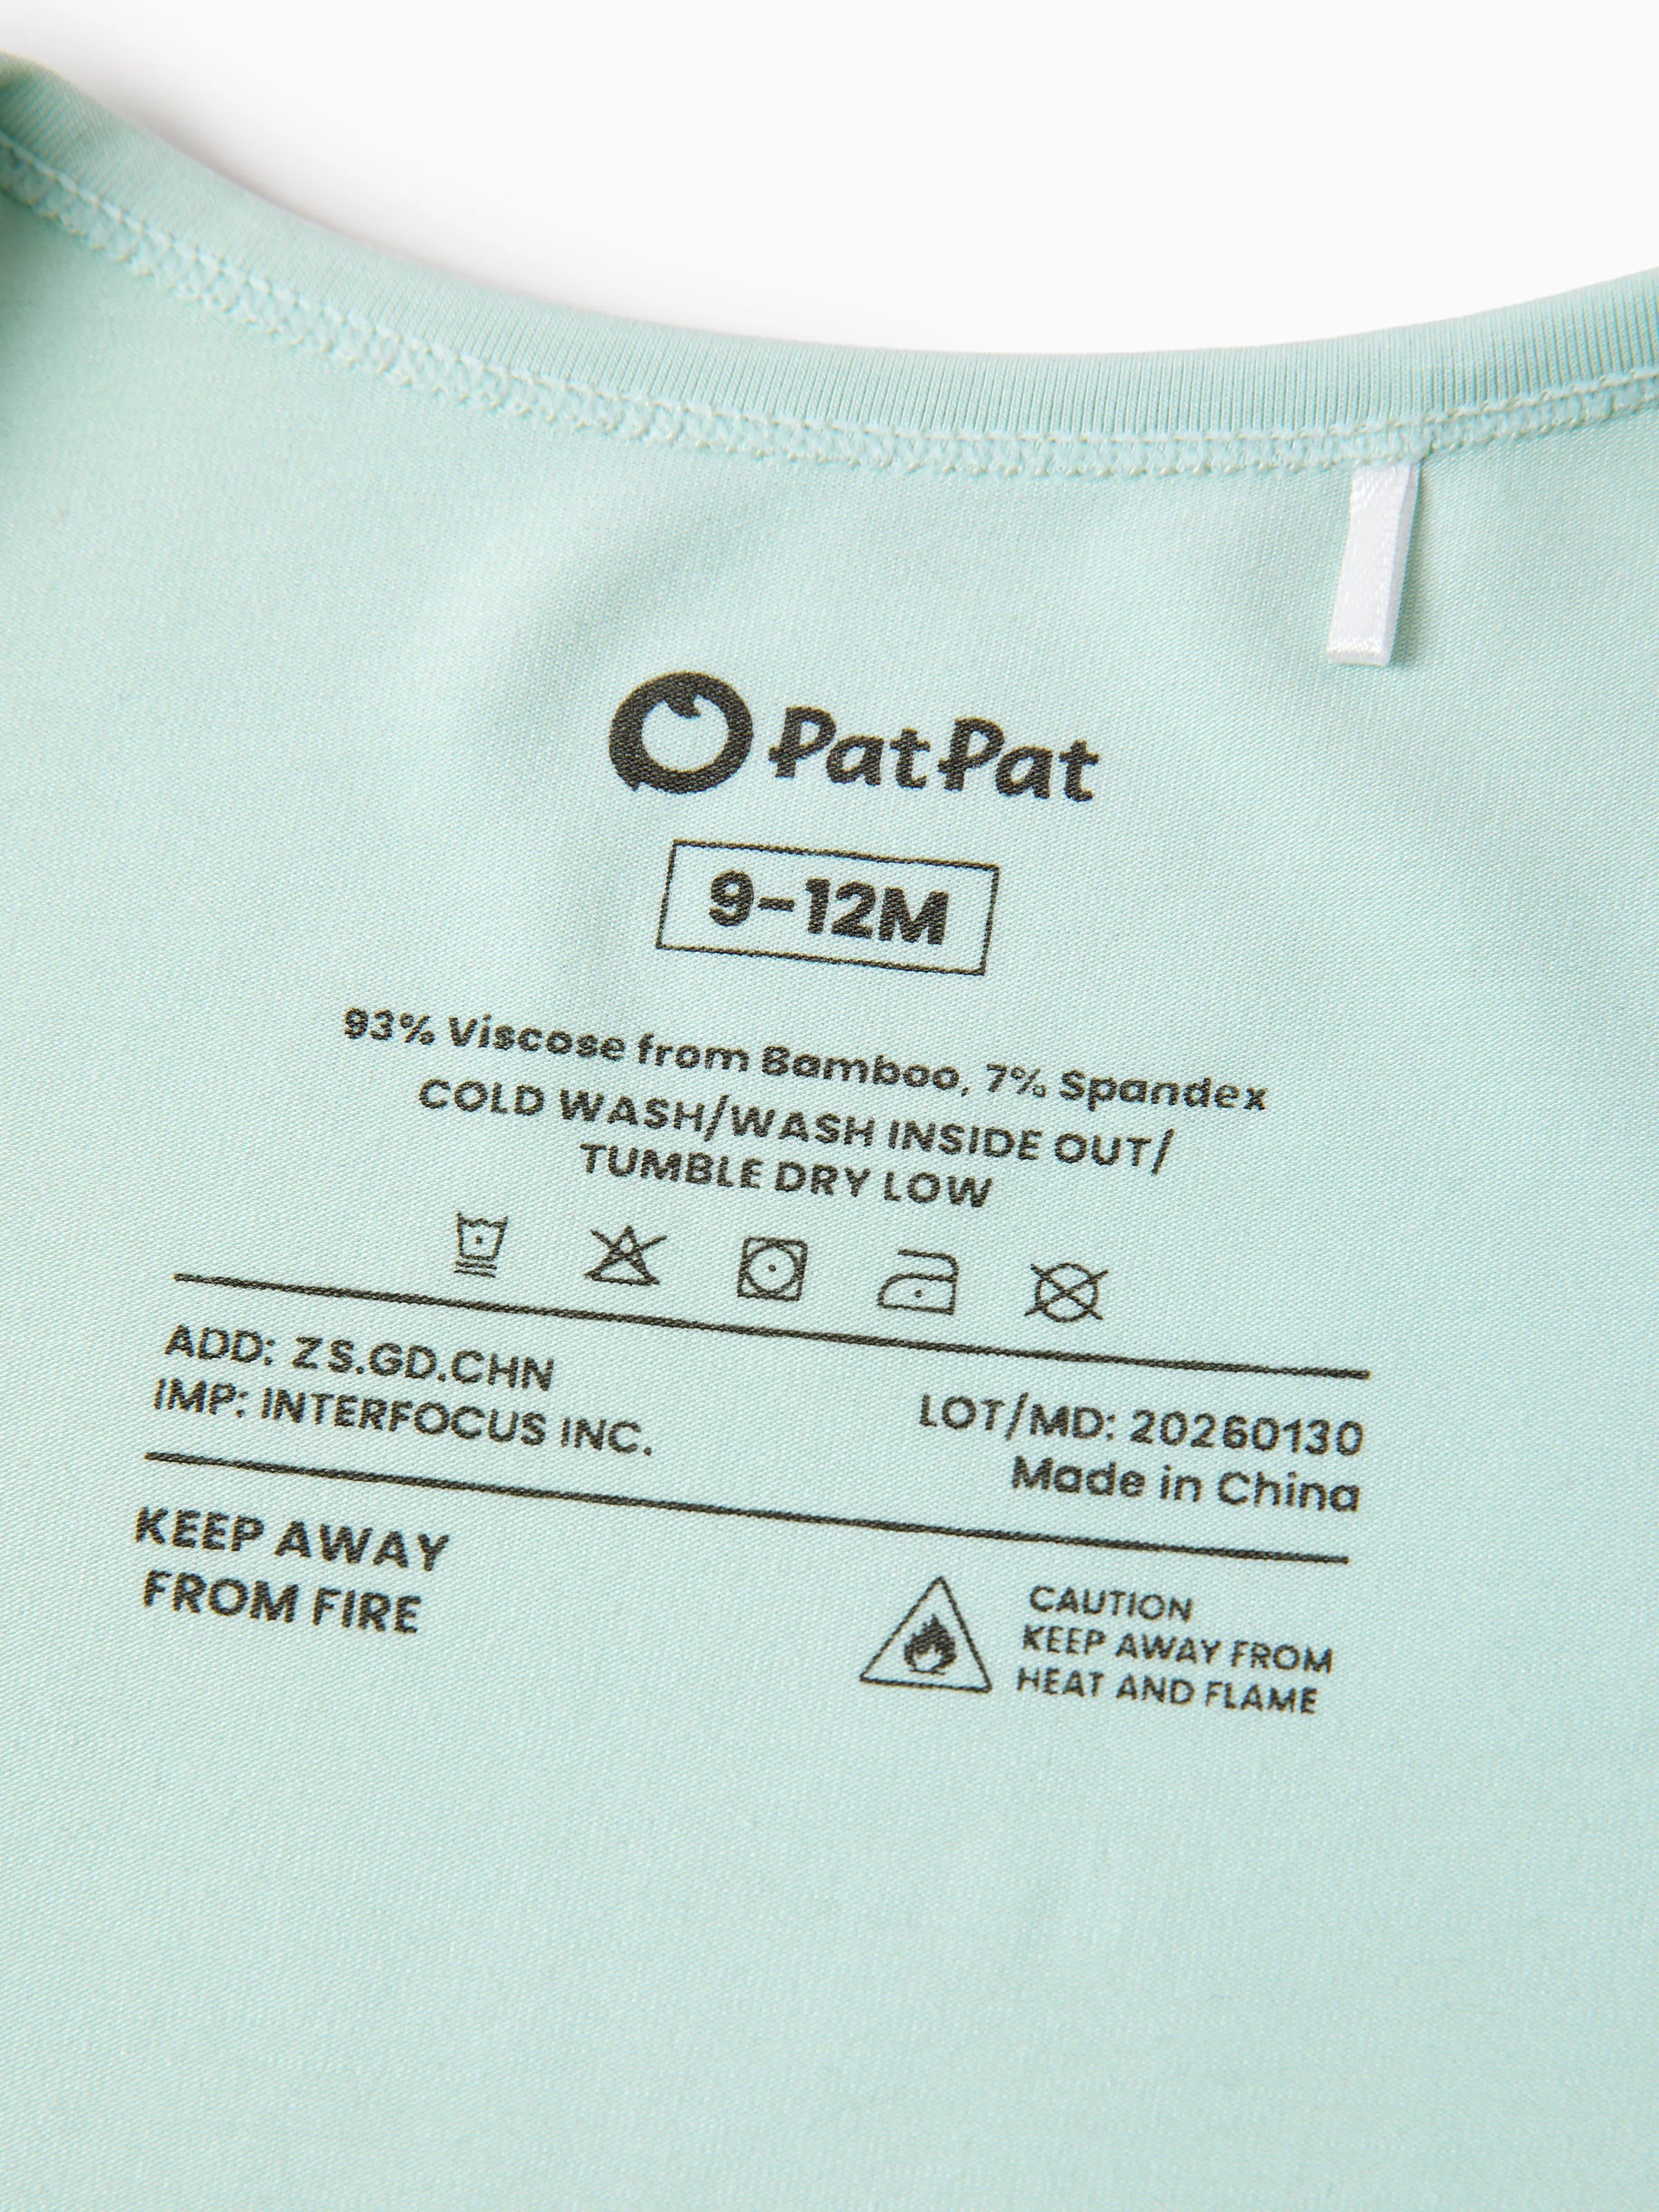 PatPat
9-12M
93% Viscose from Bamboo, 7% Spandex
COLD WASH/WASH INSIDE OUT/
TUMBLE DRY LOW
ADD: ZS.GD.CHN
IMP: INTERFOCUS INC.
LOT/MD: 20260130
Made in China
KEEP AWAY
FROM FIRE
CAUTION
KEEP AWAY FROM
HEAT AND FLAME